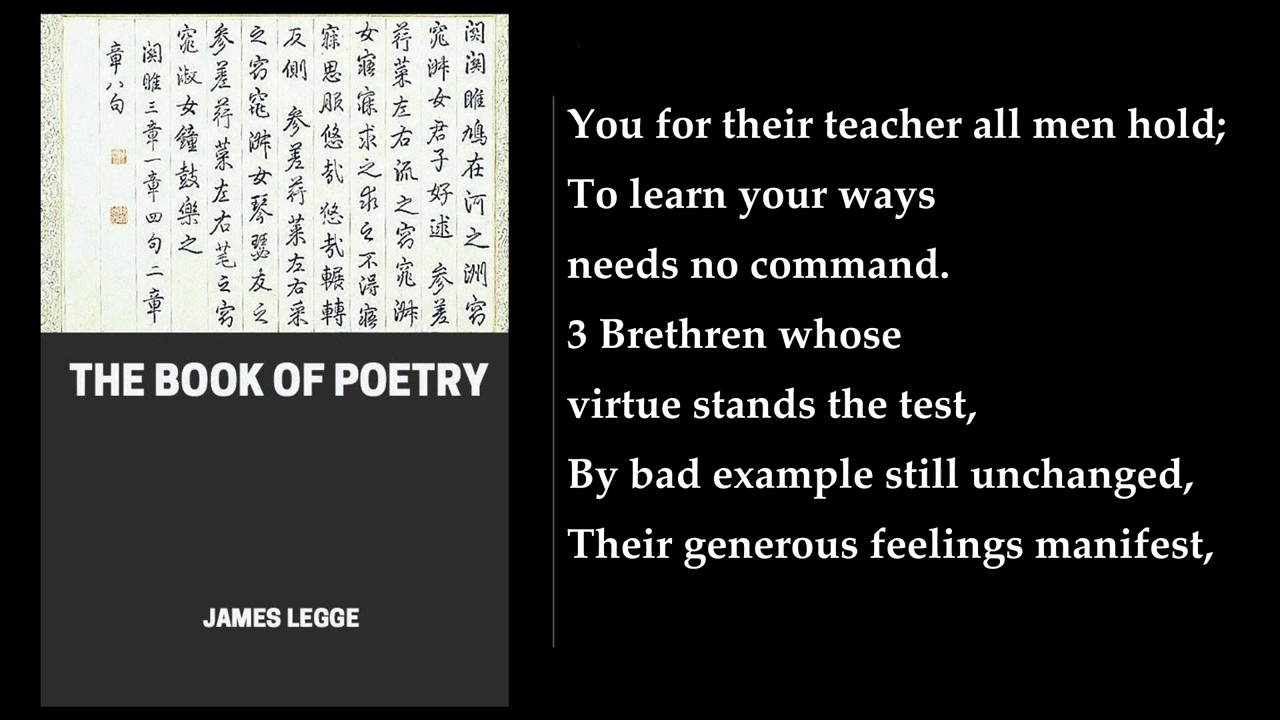 関関雎鳩在河之洲窈
窕淑女君子好逑 參差
荇菜左右流之窈窕淑
女寤寐求之求之不得寤
寐思服悠哉悠哉輾轉
反側 參差荇菜左右采
之窈窕淑女琴瑟友之
參差荇菜左右芼之窈
窕淑女鐘鼓樂之
関雎三章一章四句二章
章八句
THE BOOK OF POETRY
JAMES LEGGE
You for their teacher all men hold;
To learn your ways
needs no command.
3 Brethren whose
virtue stands the test,
By bad example still unchanged,
Their generous feelings manifest,